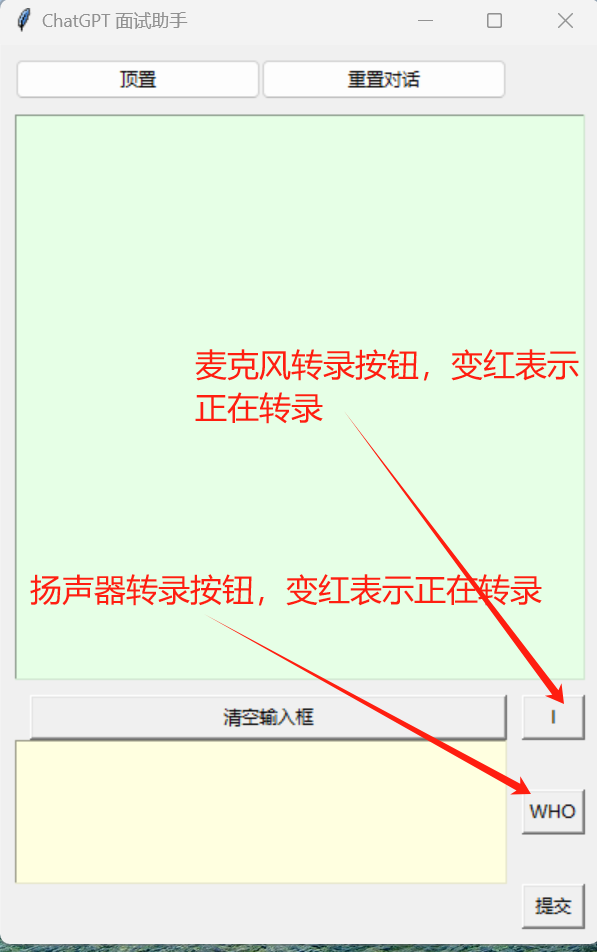 ChatGPT 面试助手
顶置
重置对话
麦克风转录按钮，变红表示
正在转录
扬声器转录按钮，变红表示正在转录
清空输入框
I
WHO
提交